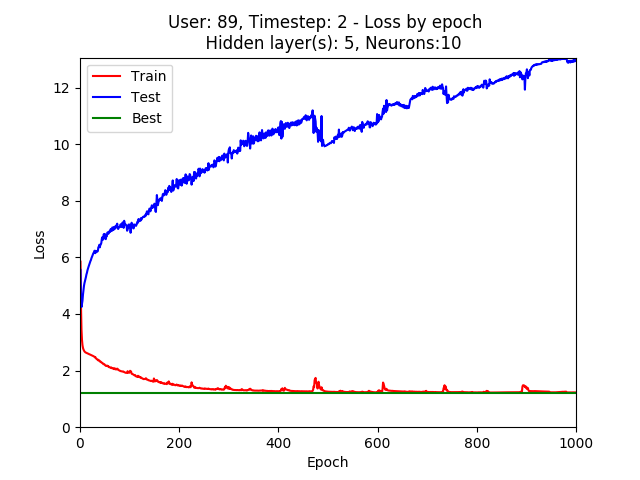 User: 89, Timestep: 2 - Loss by epoch
Hidden layer(s): 5, Neurons:10
Train
Test
Best
Loss
12
10
8
6
4
2
0
0 200 400 600 800 1000
Epoch